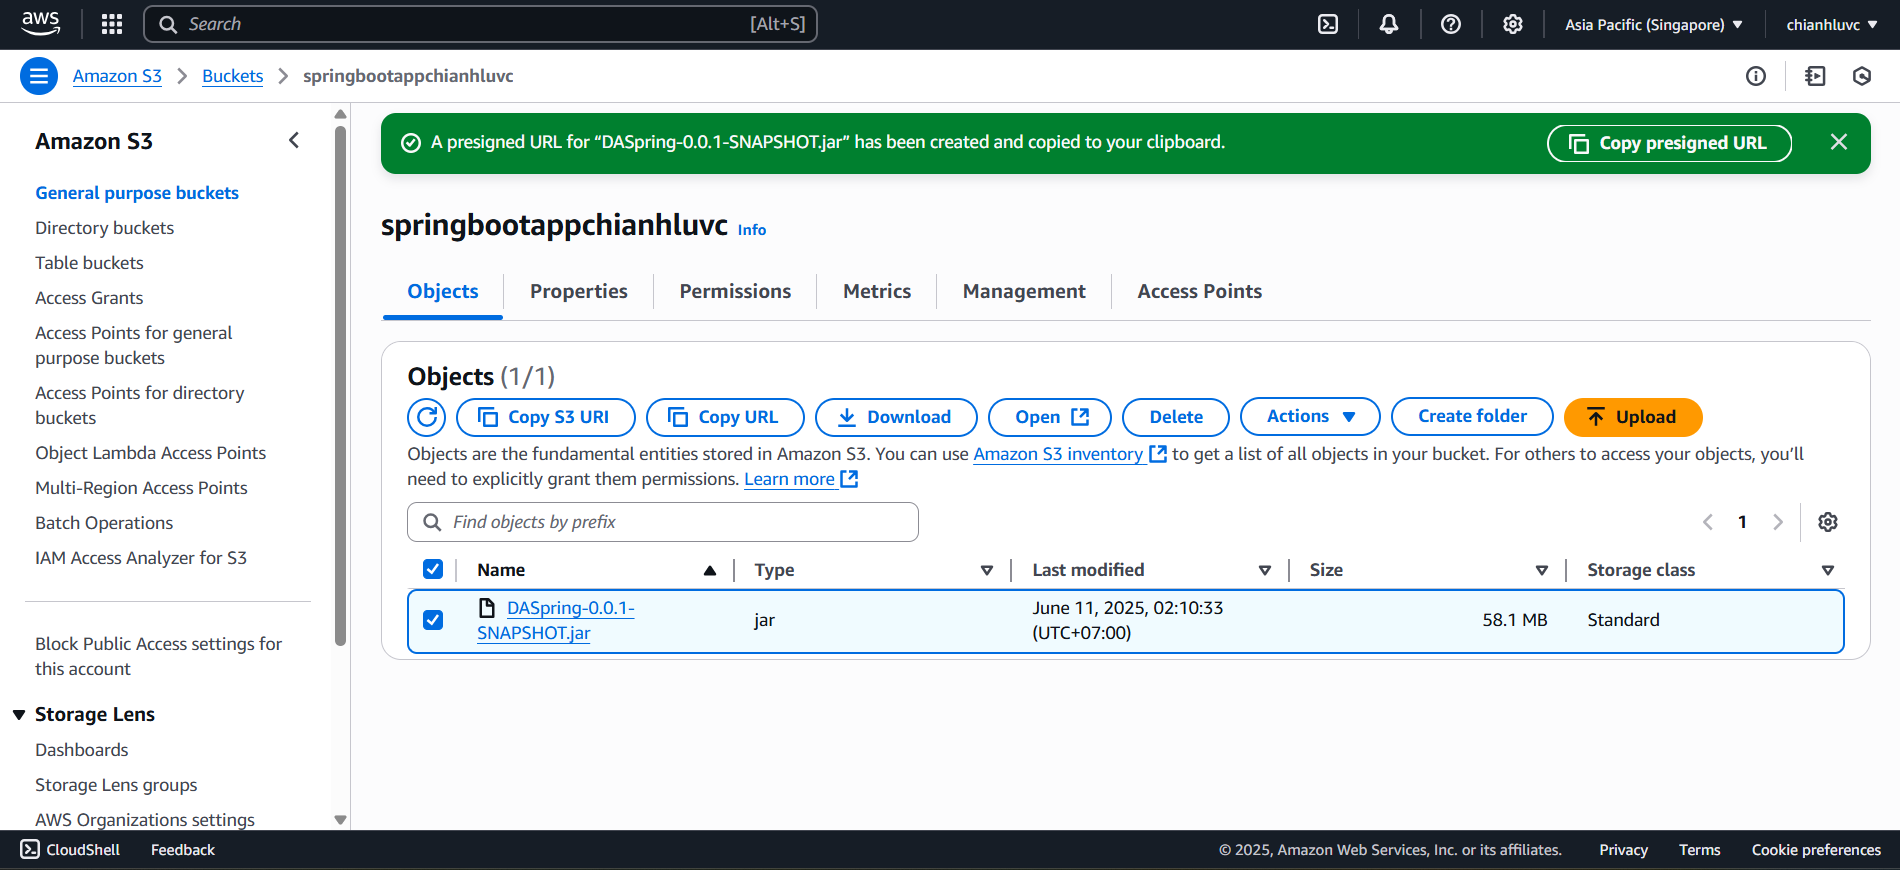 aws
Search
[Alt+S]
Asia Pacific (Singapore)
chianhluvc
Amazon S3
Buckets
springbootappchianhluvc
Amazon S3
General purpose buckets
Directory buckets
Table buckets
Access Grants
Access Points for general
purpose buckets
Access Points for directory
buckets
Object Lambda Access Points
Multi-Region Access Points
Batch Operations
IAM Access Analyzer for S3
Block Public Access settings for
this account
Storage Lens
Dashboards
Storage Lens groups
AWS Organizations settings
A presigned URL for “DASpring-0.0.1-SNAPSHOT.jar” has been created and copied to your clipboard.
Copy presigned URL
springbootappchianhluvc Info
Objects
Properties
Permissions
Metrics
Management
Access Points
Objects (1/1)
Copy S3 URI
Copy URL
Download
Open
Delete
Actions
Create folder
Upload
Objects are the fundamental entities stored in Amazon S3. You can use Amazon S3 inventory to get a list of all objects in your bucket. For others to access your objects, you’ll
need to explicitly grant them permissions. Learn more
Find objects by prefix
1
Name
Type
Last modified
Size
Storage class
DASpring-0.0.1-
SNAPSHOT.jar
jar
June 11, 2025, 02:10:33
(UTC+07:00)
58.1 MB
Standard
CloudShell
Feedback
© 2025, Amazon Web Services, Inc. or its affiliates.
Privacy
Terms
Cookie preferences